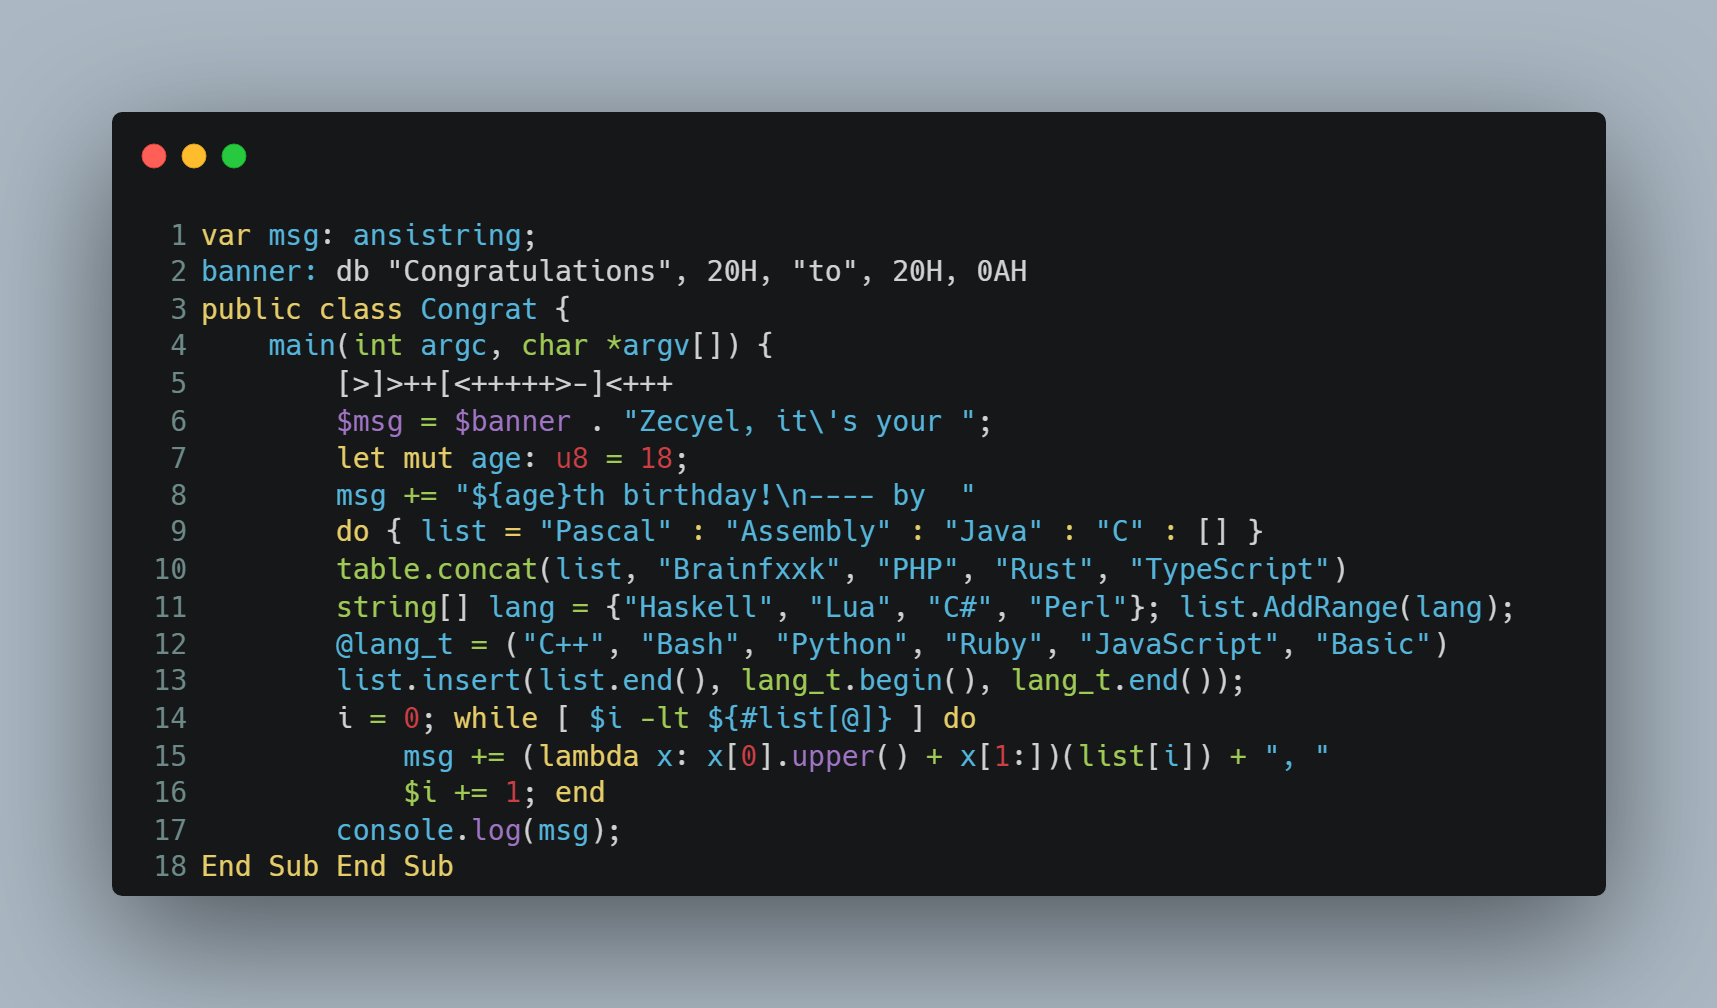 1 var msg: ansistring;
2 banner: db "Congratulations", 20H, "to", 20H, 0AH
3 public class Congrat {
4     main(int argc, char *argv[]) {
5         [>]>++[<+++++>-]<+++
6         $msg = $banner . "Zecyel, it\'s your ";
7         let mut age: u8 = 18;
8         msg += "${age}th birthday!\n---- by  "
9         do { list = "Pascal" : "Assembly" : "Java" : "C" : [] }
10         table.concat(list, "Brainfxxk", "PHP", "Rust", "TypeScript")
11         string[] lang = {"Haskell", "Lua", "C#", "Perl"}; list.AddRange(lang);
12         @lang_t = ("C++", "Bash", "Python", "Ruby", "JavaScript", "Basic")
13         list.insert(list.end(), lang_t.begin(), lang_t.end());
14         i = 0; while [ $i -lt ${#list[@]} ] do
15             msg += (lambda x: x[0].upper() + x[1:])(list[i]) + ", "
16             $i += 1; end
17         console.log(msg);
18 End Sub End Sub